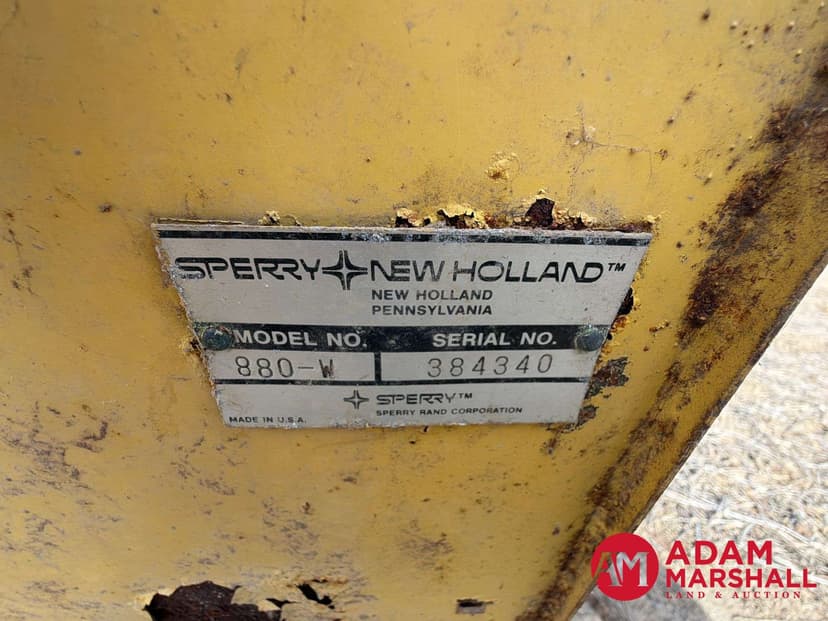 SPERRY NEW HOLLAND™
NEW HOLLAND
PENNSYLVANIA
MODEL NO. SERIAL NO.
880-W 384340
SPERRY™
SPERRY RAND CORPORATION
MADE IN U.S.A.
AM ADAM
MARSHALL
LAND & AUCTION